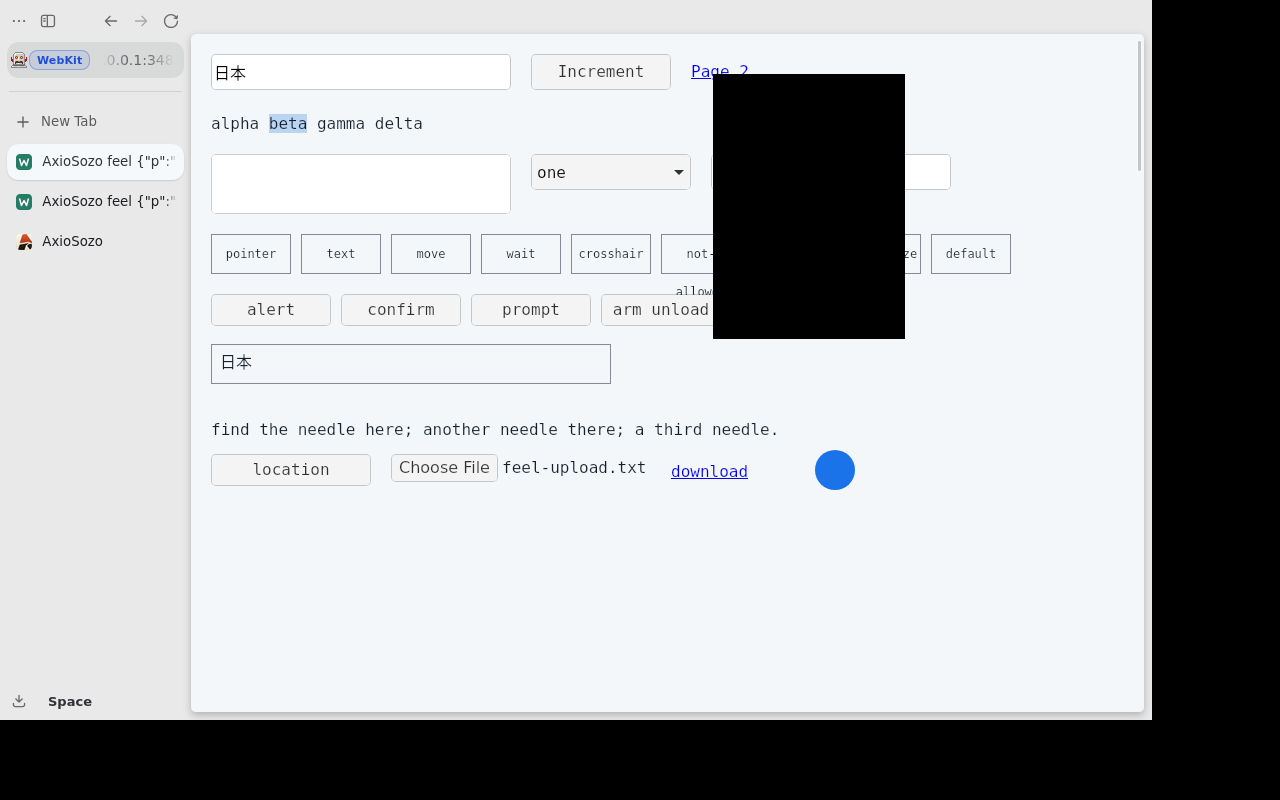 WebKit
.0.0.1:348
New Tab
AxioSozo feel {"p":"
AxioSozo feel {"p":"
AxioSozo
Space
日本
Increment
Page 2
alpha beta gamma delta
one
pointer
text
move
wait
crosshair
not-
ze
default
allow
alert
confirm
prompt
arm unload
日本
find the needle here; another needle there; a third needle.
location
Choose File feel-upload.txt
download